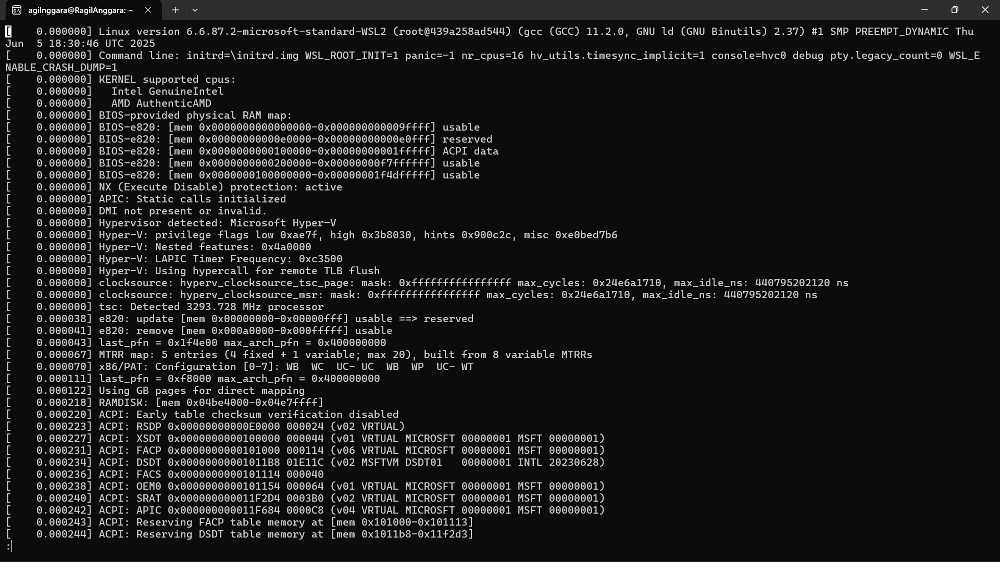 agilnggara@RagilAnggara: ~
[    0.000000] Linux version 6.6.87.2-microsoft-standard-WSL2 (root@439a258ad544) (gcc (GCC) 11.2.0, GNU ld (GNU Binutils) 2.37) #1 SMP PREEMPT_DYNAMIC Thu
Jun  5 18:30:46 UTC 2025
[    0.000000] Command line: initrd=\initrd.img WSL_ROOT_INIT=1 panic=-1 nr_cpus=16 hv_utils.timesync_implicit=1 console=hvc0 debug pty.legacy_count=0 WSL_E
NABLE_CRASH_DUMP=1
[    0.000000] KERNEL supported cpus:
[    0.000000]   Intel GenuineIntel
[    0.000000]   AMD AuthenticAMD
[    0.000000] BIOS-provided physical RAM map:
[    0.000000] BIOS-e820: [mem 0x0000000000000000-0x000000000009ffff] usable
[    0.000000] BIOS-e820: [mem 0x00000000000e0000-0x00000000000e0fff] reserved
[    0.000000] BIOS-e820: [mem 0x0000000000100000-0x00000000001fffff] ACPI data
[    0.000000] BIOS-e820: [mem 0x0000000000200000-0x00000000f7ffffff] usable
[    0.000000] BIOS-e820: [mem 0x0000000100000000-0x00000001f4dfffff] usable
[    0.000000] NX (Execute Disable) protection: active
[    0.000000] APIC: Static calls initialized
[    0.000000] DMI not present or invalid.
[    0.000000] Hypervisor detected: Microsoft Hyper-V
[    0.000000] Hyper-V: privilege flags low 0xae7f, high 0x3b8030, hints 0x900c2c, misc 0xe0bed7b6
[    0.000000] Hyper-V: Nested features: 0x4a0000
[    0.000000] Hyper-V: LAPIC Timer Frequency: 0xc3500
[    0.000000] Hyper-V: Using hypercall for remote TLB flush
[    0.000000] clocksource: hyperv_clocksource_tsc_page: mask: 0xffffffffffffffff max_cycles: 0x24e6a1710, max_idle_ns: 440795202120 ns
[    0.000000] clocksource: hyperv_clocksource_msr: mask: 0xffffffffffffffff max_cycles: 0x24e6a1710, max_idle_ns: 440795202120 ns
[    0.000000] tsc: Detected 3293.728 MHz processor
[    0.000038] e820: update [mem 0x00000000-0x00000fff] usable ==> reserved
[    0.000041] e820: remove [mem 0x000a0000-0x000fffff] usable
[    0.000043] last_pfn = 0x1f4e00 max_arch_pfn = 0x400000000
[    0.000067] MTRR map: 5 entries (4 fixed + 1 variable; max 20), built from 8 variable MTRRs
[    0.000070] x86/PAT: Configuration [0-7]: WB  WC  UC- UC  WB  WP  UC- WT
[    0.000111] last_pfn = 0xf8000 max_arch_pfn = 0x400000000
[    0.000122] Using GB pages for direct mapping
[    0.000218] RAMDISK: [mem 0x04be4000-0x04e7ffff]
[    0.000220] ACPI: Early table checksum verification disabled
[    0.000223] ACPI: RSDP 0x00000000000E0000 000024 (v02 VRTUAL)
[    0.000227] ACPI: XSDT 0x0000000000100000 000044 (v01 VRTUAL MICROSFT 00000001 MSFT 00000001)
[    0.000231] ACPI: FACP 0x0000000000101000 000114 (v06 VRTUAL MICROSFT 00000001 MSFT 00000001)
[    0.000234] ACPI: DSDT 0x00000000001011B8 01E11C (v02 MSFTVM DSDT01   00000001 INTL 20230628)
[    0.000236] ACPI: FACS 0x0000000000101114 000040
[    0.000238] ACPI: OEM0 0x0000000000101154 000064 (v01 VRTUAL MICROSFT 00000001 MSFT 00000001)
[    0.000240] ACPI: SRAT 0x000000000011F2D4 0003B0 (v02 VRTUAL MICROSFT 00000001 MSFT 00000001)
[    0.000242] ACPI: APIC 0x000000000011F684 0000C8 (v04 VRTUAL MICROSFT 00000001 MSFT 00000001)
[    0.000243] ACPI: Reserving FACP table memory at [mem 0x101000-0x101113]
[    0.000244] ACPI: Reserving DSDT table memory at [mem 0x1011b8-0x11f2d3]
: